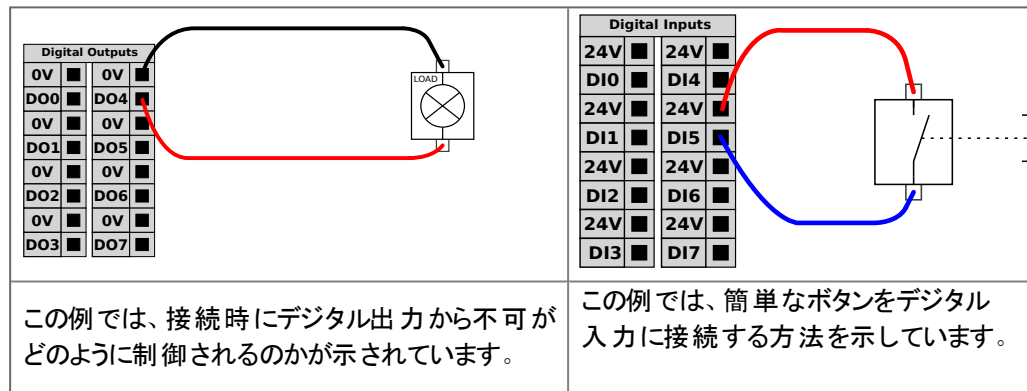 Digital Outputs
0V 0V
DO0 DO4
0V 0V
DO1 DO5
0V 0V
DO2 DO6
0V 0V
DO3 DO7
LOAD
Digital Inputs
24V 24V
DI0 DI4
24V 24V
DI1 DI5
24V 24V
DI2 DI6
24V 24V
DI3 DI7
この例では、接続時にデジタル出力から不可が
どのように制御されるのかが示されています。
この例では、簡単なボタンをデジタル
入力に接続する方法を示しています。